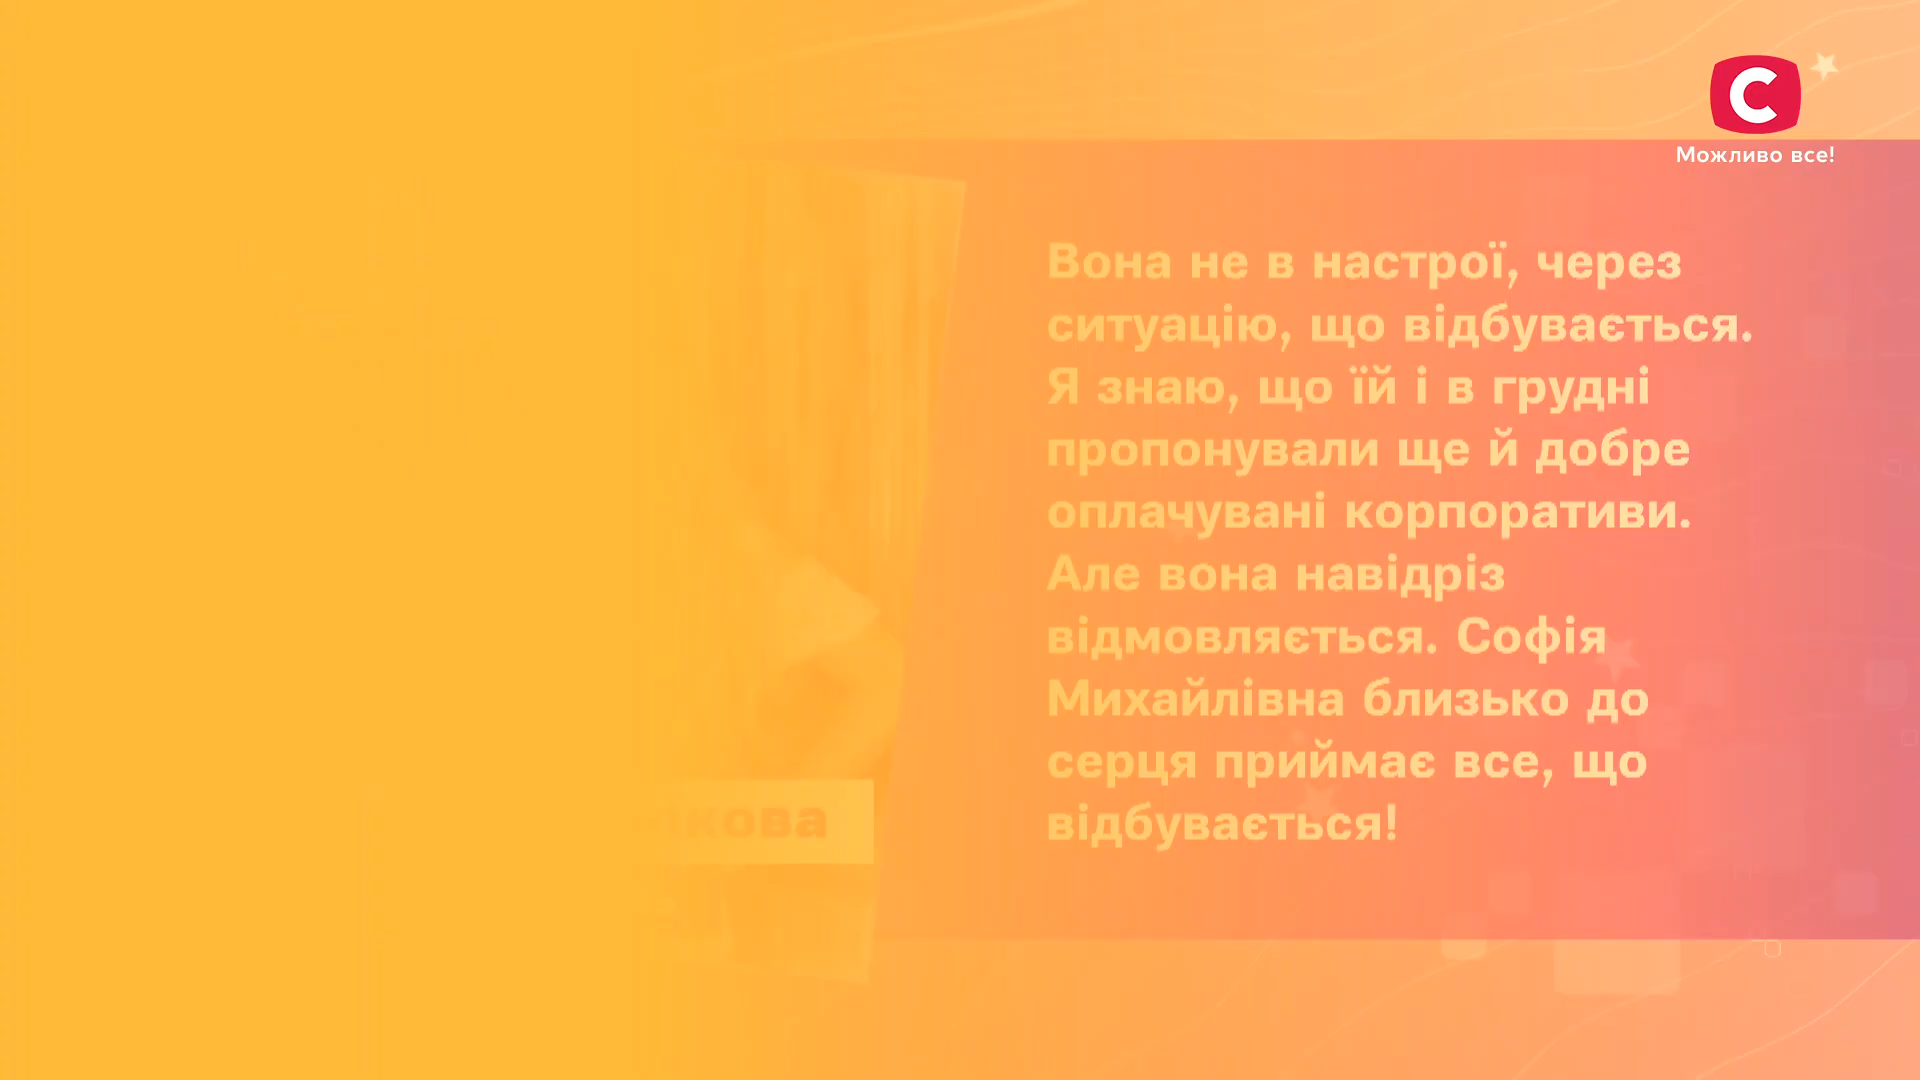 С
Можливо все!
Вона не в настрої, через
ситуацію, що відбувається.
Я знаю, що їй і в грудні
пропонували ще й добре
оплачувані корпоративи.
Але вона навідріз
відмовляється. Софія
Михайлівна близько до
серця приймає все, що
відбувається!